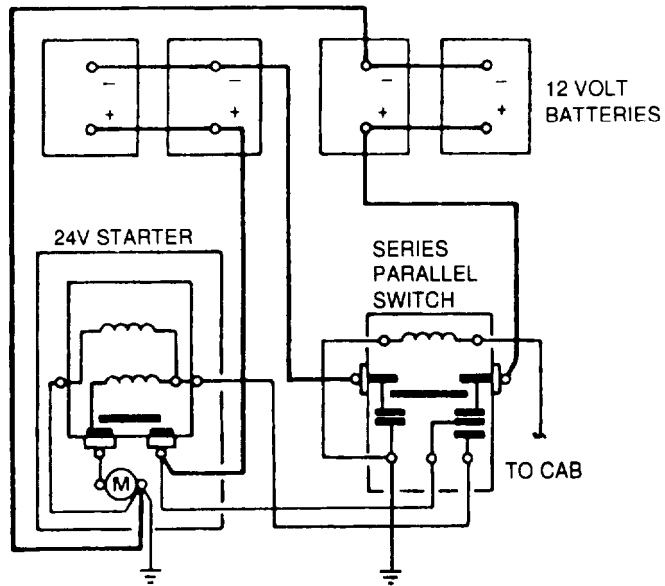 − − − −
+ + + +
12 VOLT
BATTERIES
24V STARTER
SERIES
PARALLEL
SWITCH
M
TO CAB